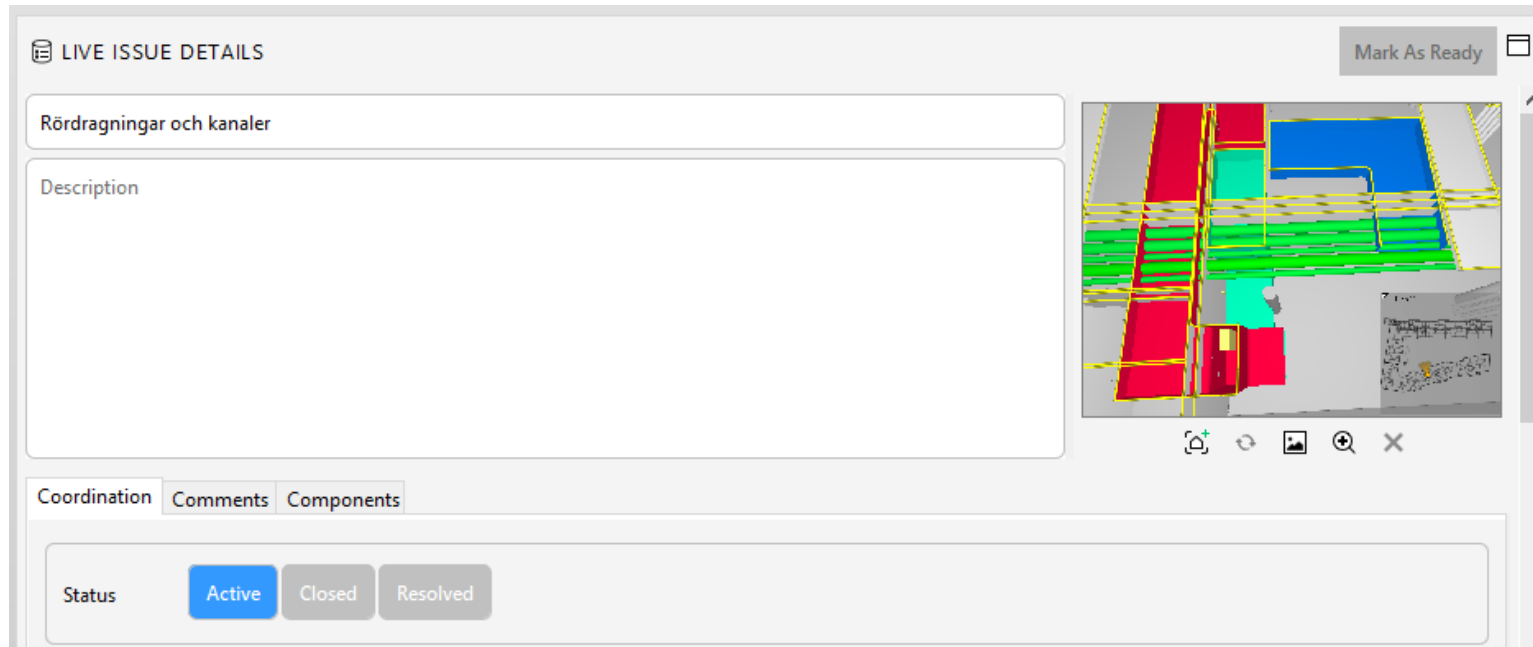 LIVE ISSUE DETAILS
Mark As Ready
Rördragningar och kanaler
Description
Coordination Comments Components
Status Active Closed Resolved